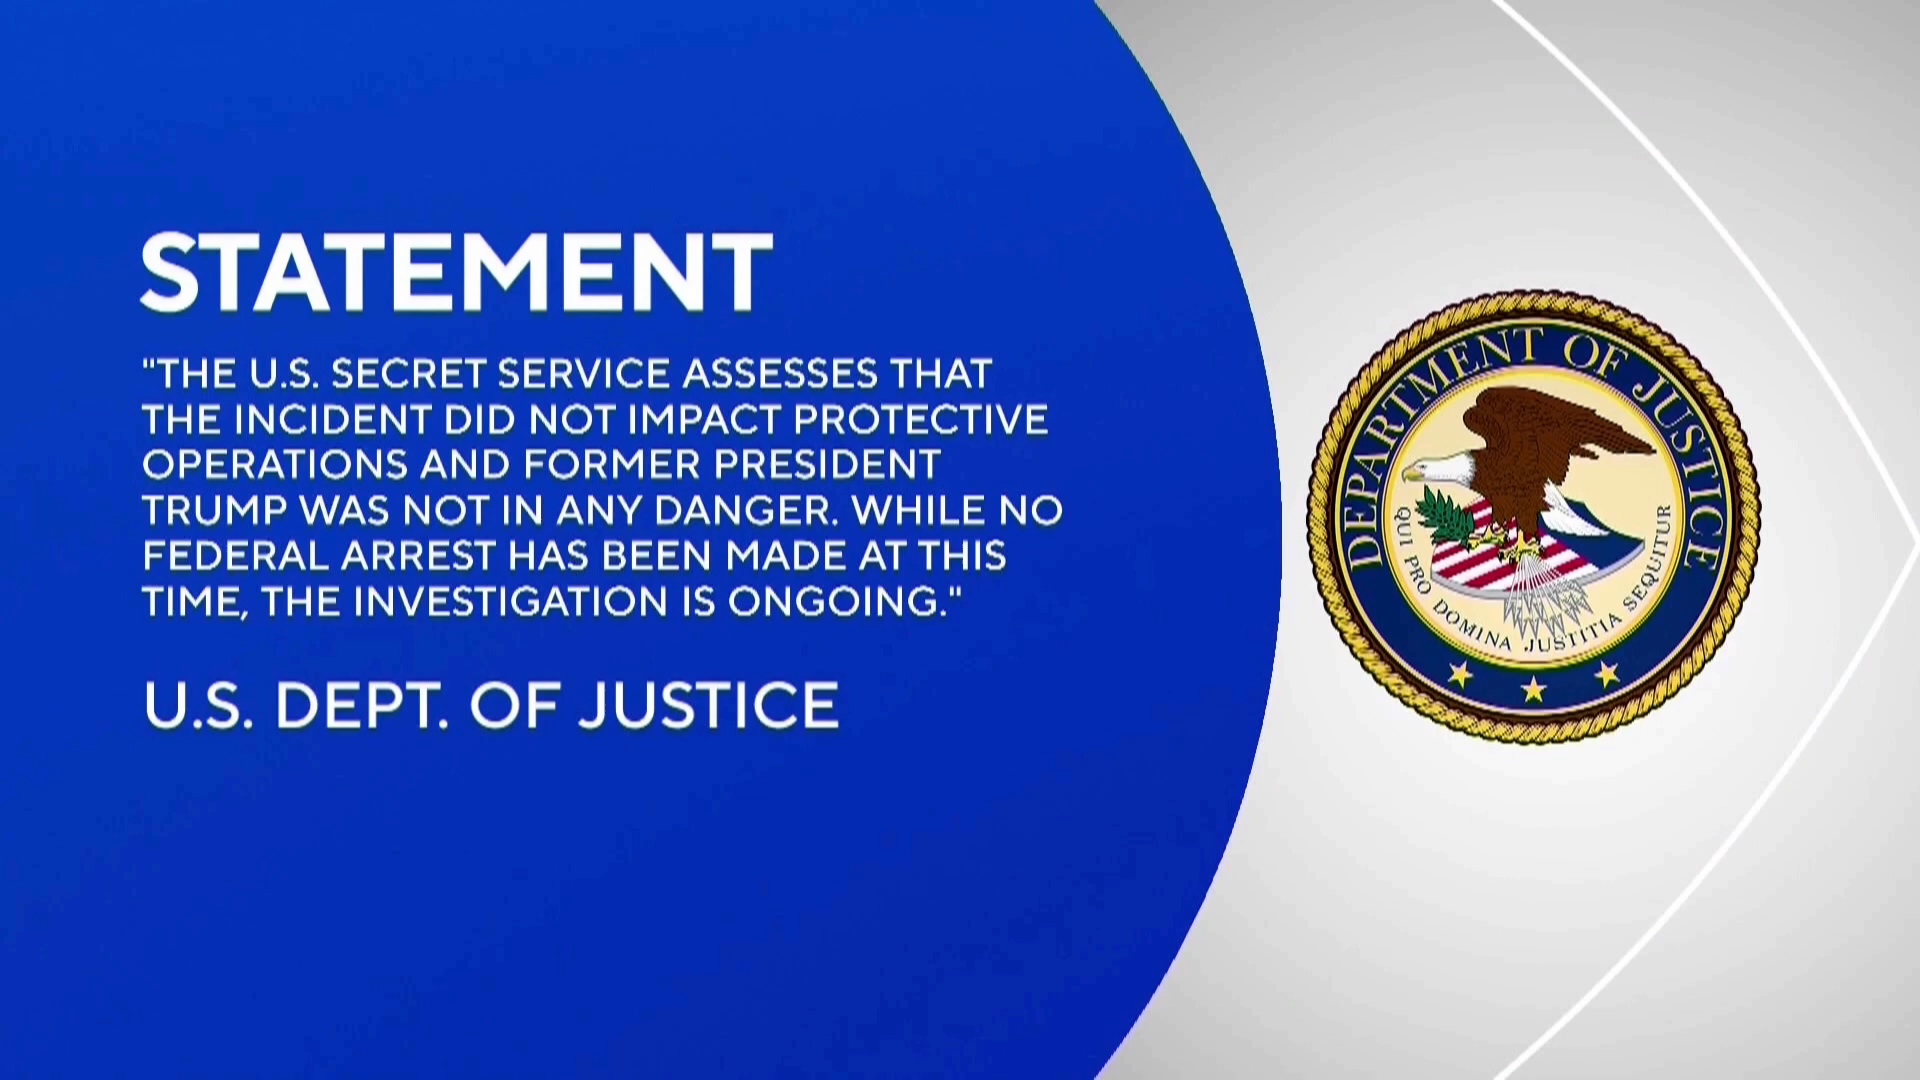 STATEMENT
"THE U.S. SECRET SERVICE ASSESSES THAT
THE INCIDENT DID NOT IMPACT PROTECTIVE
OPERATIONS AND FORMER PRESIDENT
TRUMP WAS NOT IN ANY DANGER. WHILE NO
FEDERAL ARREST HAS BEEN MADE AT THIS
TIME, THE INVESTIGATION IS ONGOING."
U.S. DEPT. OF JUSTICE
DEPARTMENT OF JUSTICE
QUI PRO DOMINA JUSTITIA SEQUITUR